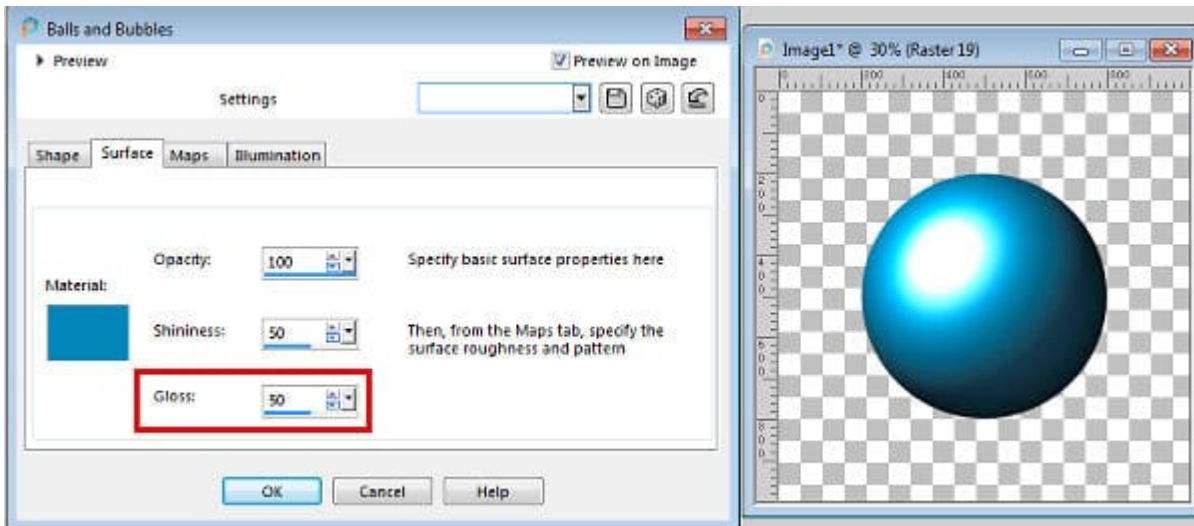 Balls and Bubbles
Preview
Preview on Image
Settings
Shape Surface Maps Illumination
Opacity: 100 Specify basic surface properties here
Material:
Shininess: 50 Then, from the Maps tab, specify the
surface roughness and pattern
Gloss: 50
OK Cancel Help
Image1* @ 30% (Raster 19)